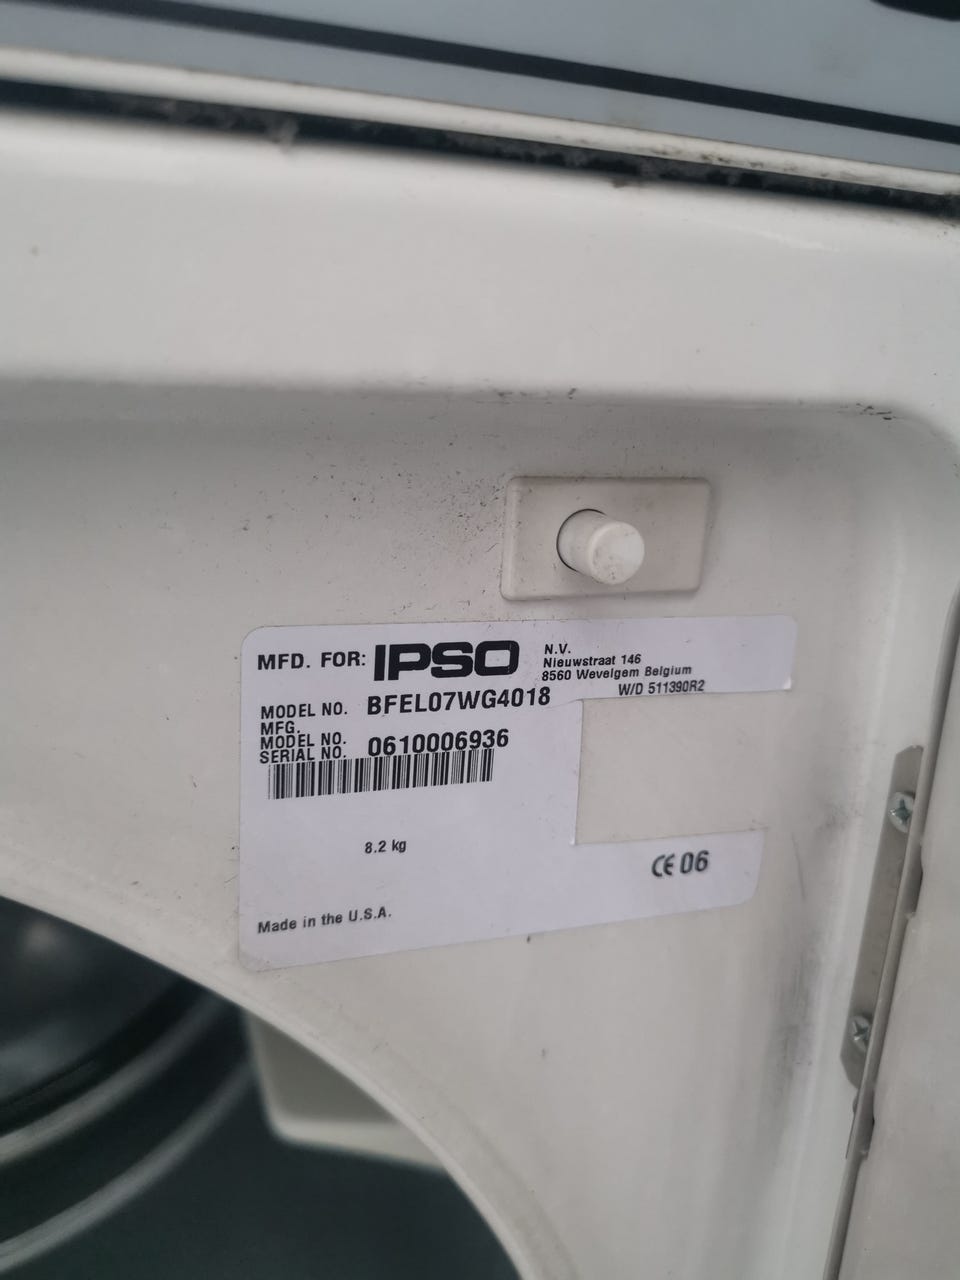 MFD. FOR: IPSO N.V.
Nieuwstraat 146
8560 Wevelgem Belgium
W/D 511390R2
MODEL NO. BFEL07WG4018
MFG.
MODEL NO.
SERIAL NO. 0610006936
8.2 kg
CE 06
Made in the U.S.A.